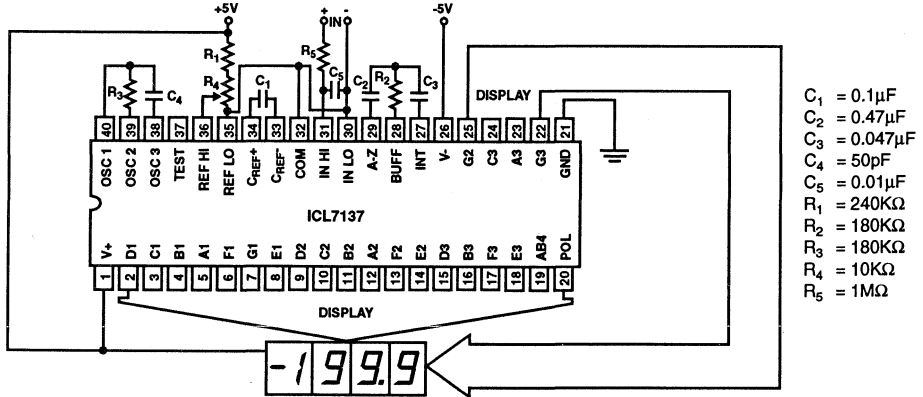 +5V
+ IN -
-5V
R1
R4
R5
C5
C1
C2
R2
C3
R3
C4
DISPLAY
40 39 38 37 36 35 34 33 32 31 30 29 28 27 26 25 24 23 22 21
OSC 1 OSC 2 OSC 3 TEST REF HI REF LO CREF+ CREF- COM IN HI IN LO A-Z BUFF INT V- G2 C3 A3 G3 GND
ICL7137
V+ D1 C1 B1 A1 F1 G1 E1 D2 C2 B2 A2 F2 E2 D3 B3 F3 E3 AB4 POL
1 2 3 4 5 6 7 8 9 10 11 12 13 14 15 16 17 18 19 20
DISPLAY
-199.9
C1 = 0.1µF
C2 = 0.47µF
C3 = 0.047µF
C4 = 50pF
C5 = 0.01µF
R1 = 240KΩ
R2 = 180KΩ
R3 = 180KΩ
R4 = 10KΩ
R5 = 1MΩ